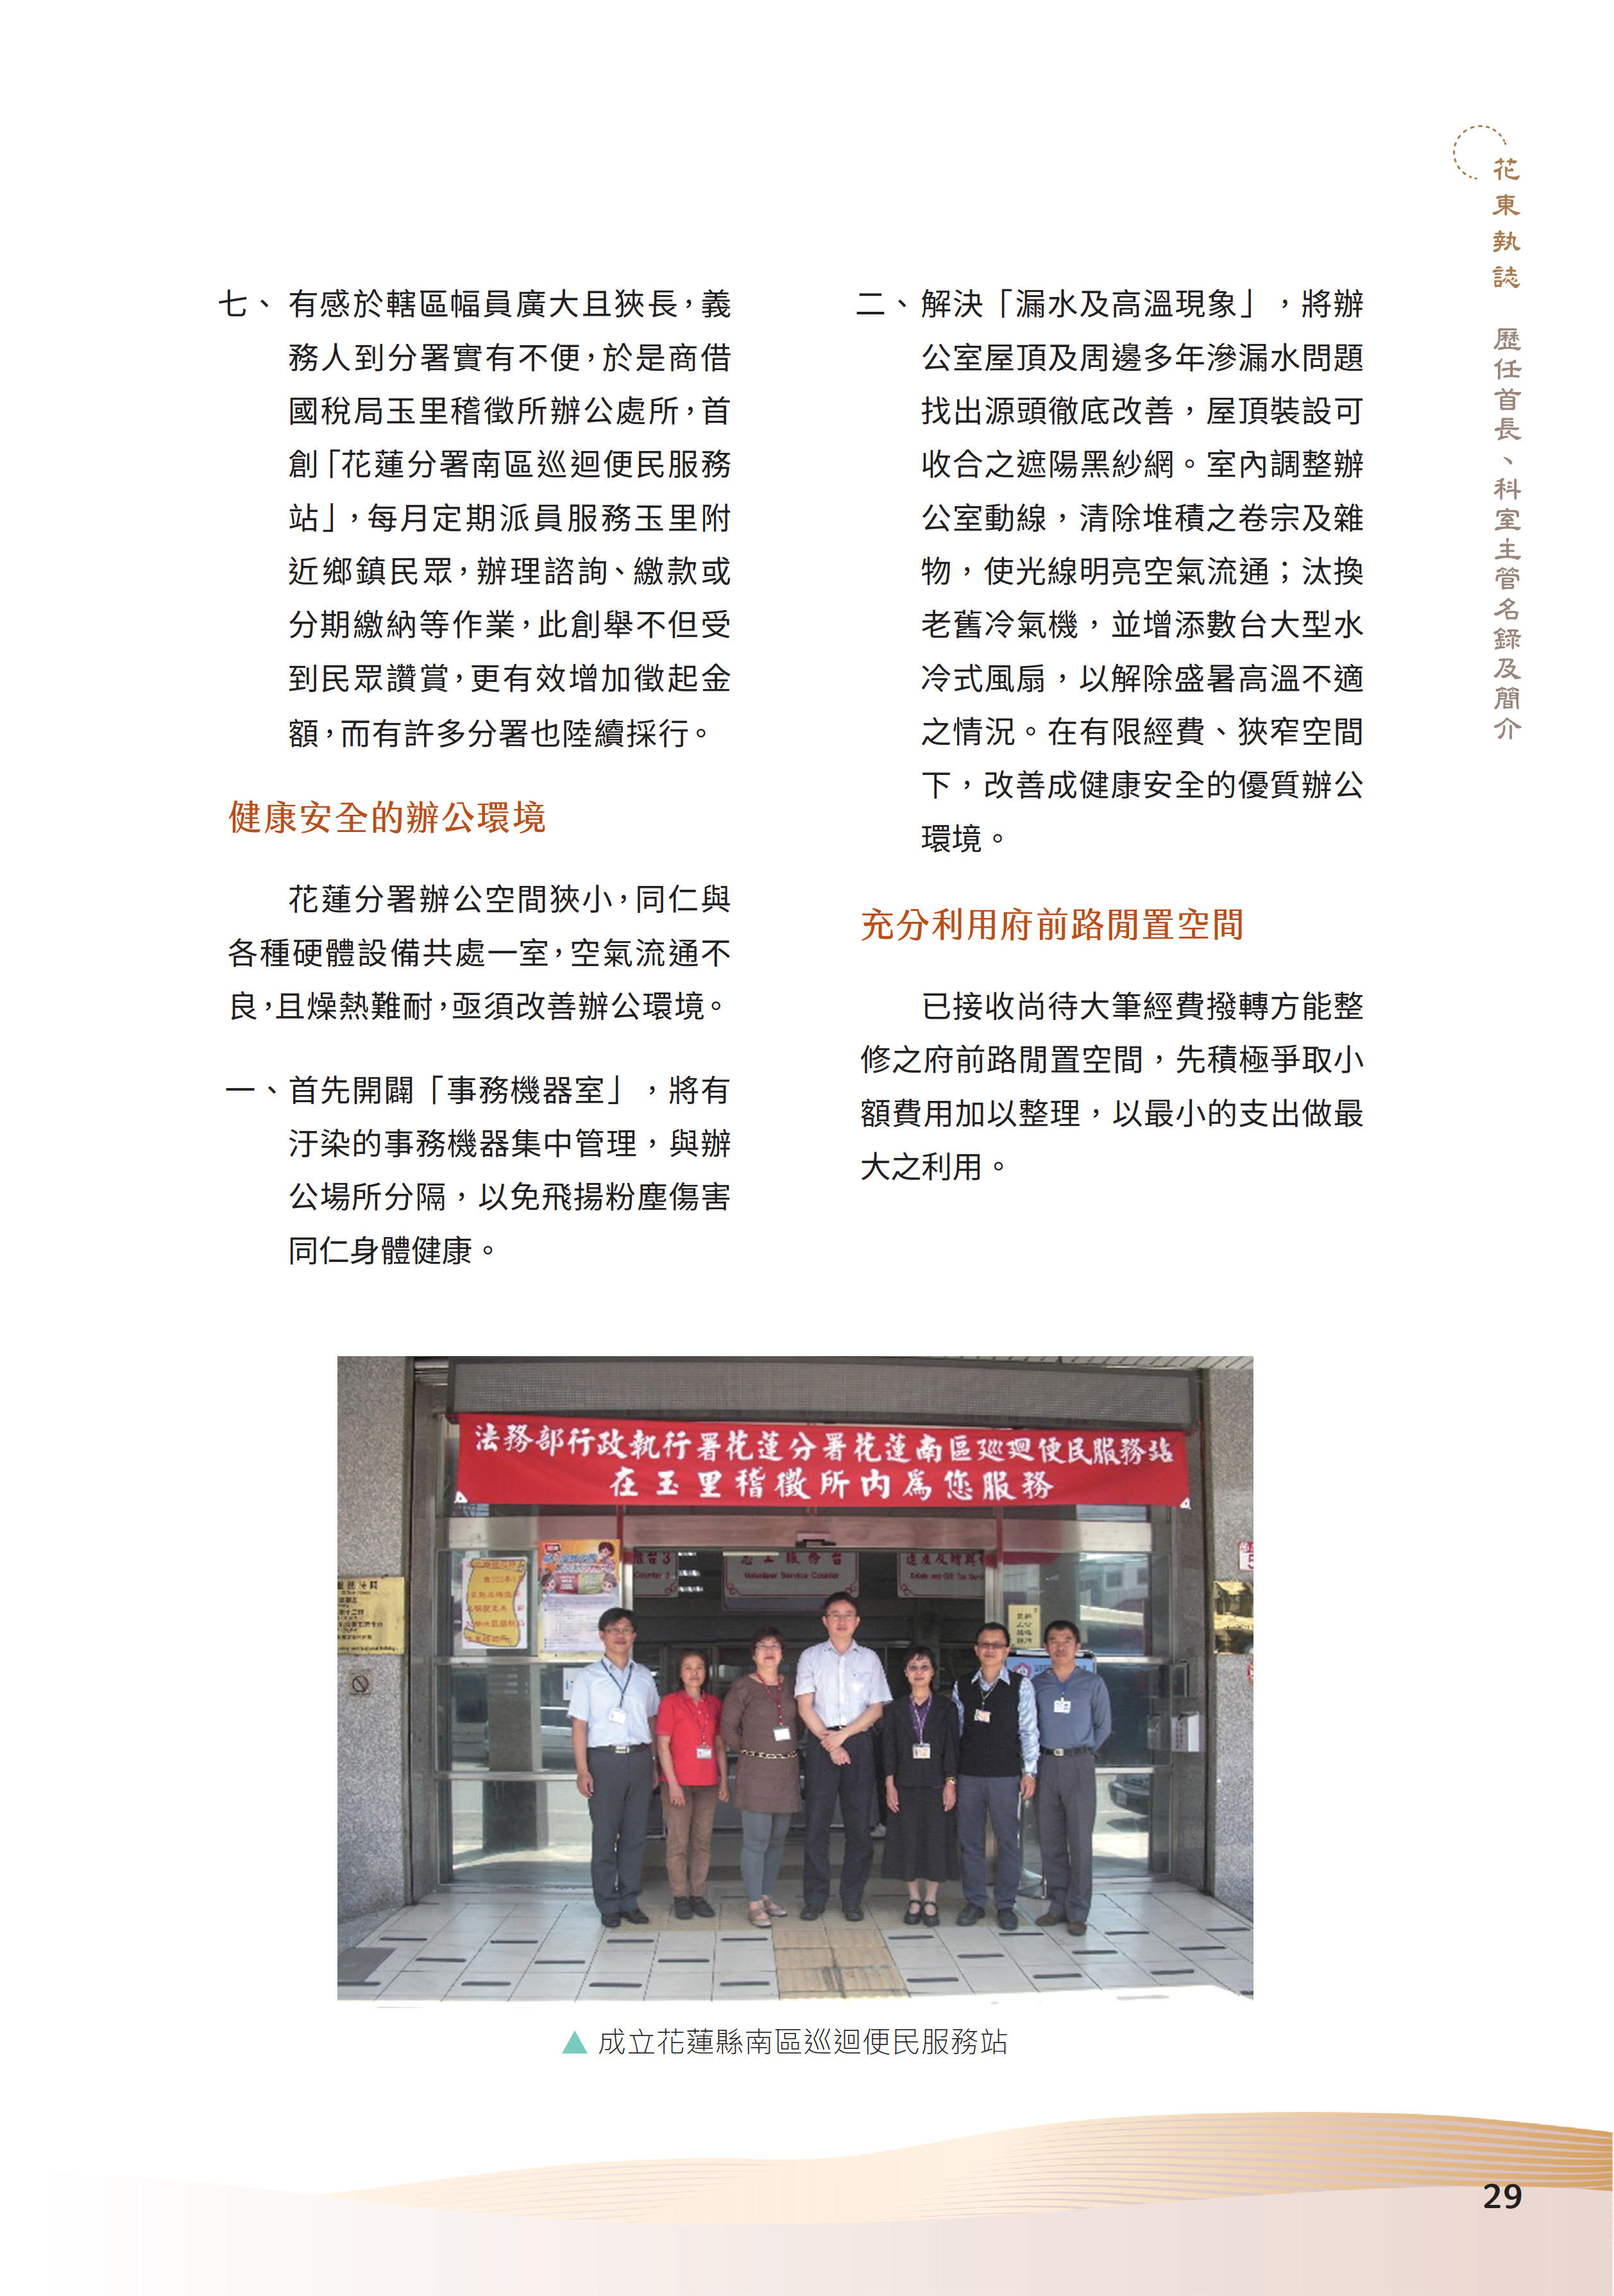 花東執誌 歷任首長、科室主管名錄及簡介
七、有感於轄區幅員廣大且狹長，義
務人到分署實有不便，於是商借
國稅局玉里稽徵所辦公處所，首
創「花蓮分署南區巡迴便民服務
站」，每月定期派員服務玉里附
近鄉鎮民眾，辦理諮詢、繳款或
分期繳納等作業，此創舉不但受
到民眾讚賞，更有效增加徵起金
額，而有許多分署也陸續採行。
健康安全的辦公環境
花蓮分署辦公空間狹小，同仁與
各種硬體設備共處一室，空氣流通不
良，且燥熱難耐，亟須改善辦公環境。
一、首先開闢「事務機器室」，將有
汙染的事務機器集中管理，與辦
公場所分隔，以免飛揚粉塵傷害
同仁身體健康。
二、解決「漏水及高溫現象」，將辦
公室屋頂及周邊多年滲漏水問題
找出源頭徹底改善，屋頂裝設可
收合之遮陽黑紗網。室內調整辦
公室動線，清除堆積之卷宗及雜
物，使光線明亮空氣流通；汰換
老舊冷氣機，並增添數台大型水
冷式風扇，以解除盛暑高溫不適
之情況。在有限經費、狹窄空間
下，改善成健康安全的優質辦公
環境。
充分利用府前路閒置空間
已接收尚待大筆經費撥轉方能整
修之府前路閒置空間，先積極爭取小
額費用加以整理，以最小的支出做最
大之利用。
法務部行政執行署花蓮分署花蓮南區巡迴便民服務站
在玉里稽徵所內為您服務
志工服務台
Volunteer Service Counter
Counter 3
▲ 成立花蓮縣南區巡迴便民服務站
29